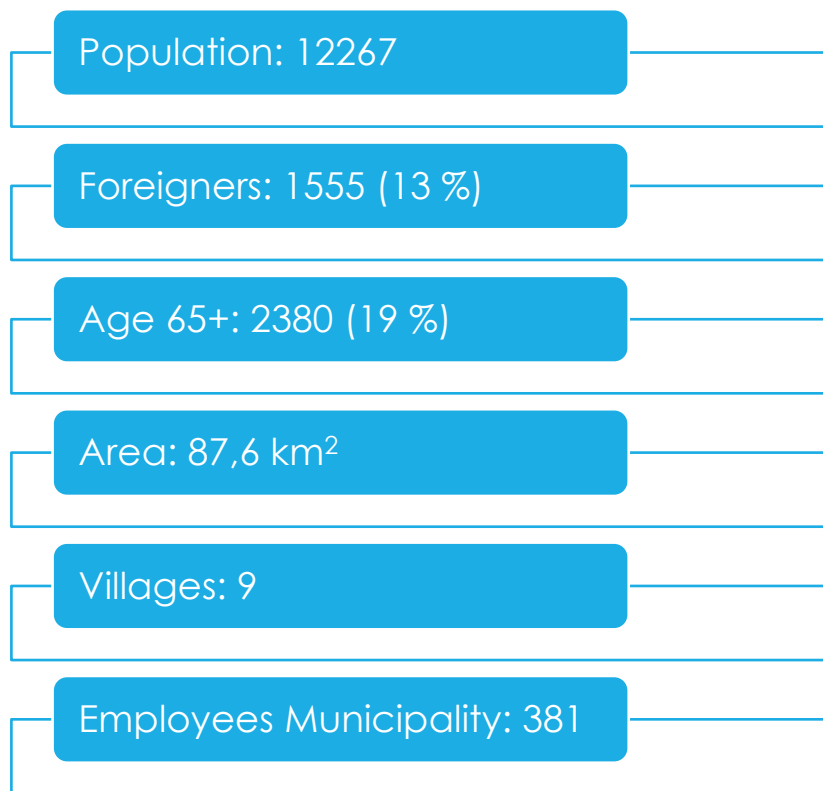 Population: 12267
Foreigners: 1555 (13 %)
Age 65+: 2380 (19 %)
Area: 87,6 km²
Villages: 9
Employees Municipality: 381